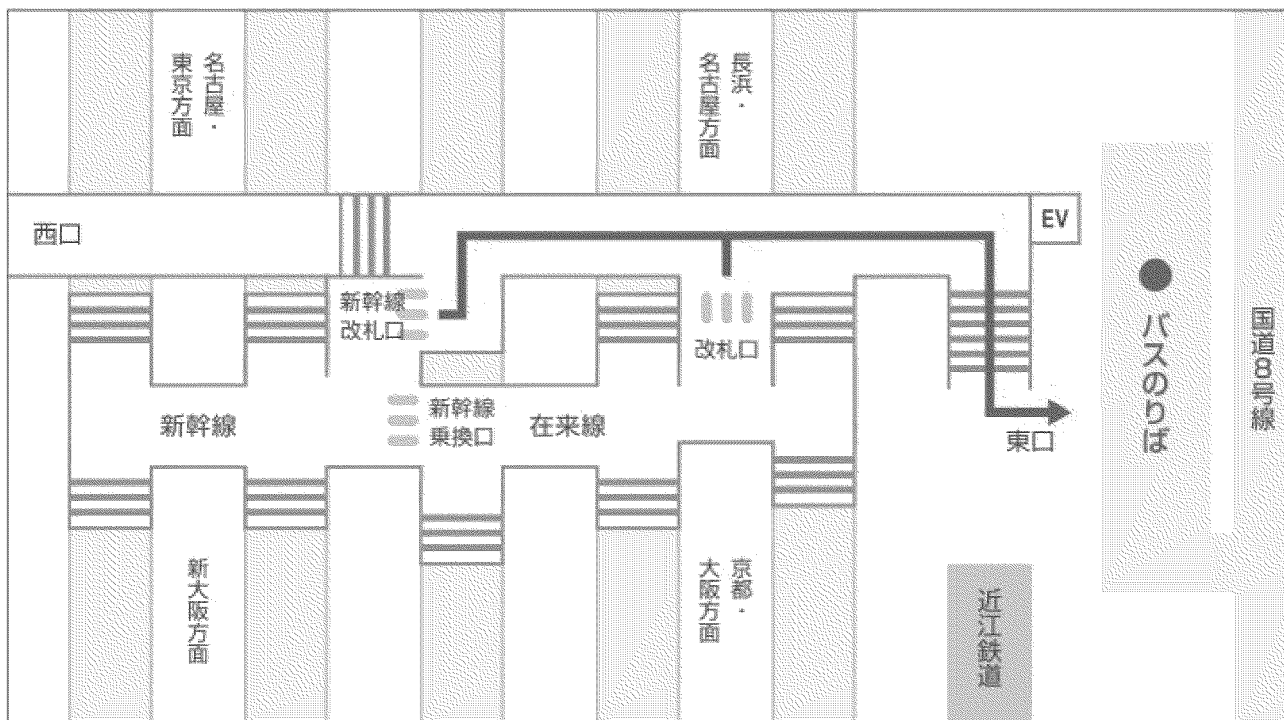 名古屋・
東京方面
長浜・
名古屋方面
西口
EV
新幹線
改札口
改札口
バスのりば
国道8号線
新幹線
新幹線
乗換口
在来線
東口
新大阪方面
京都・
大阪方面
近江鉄道